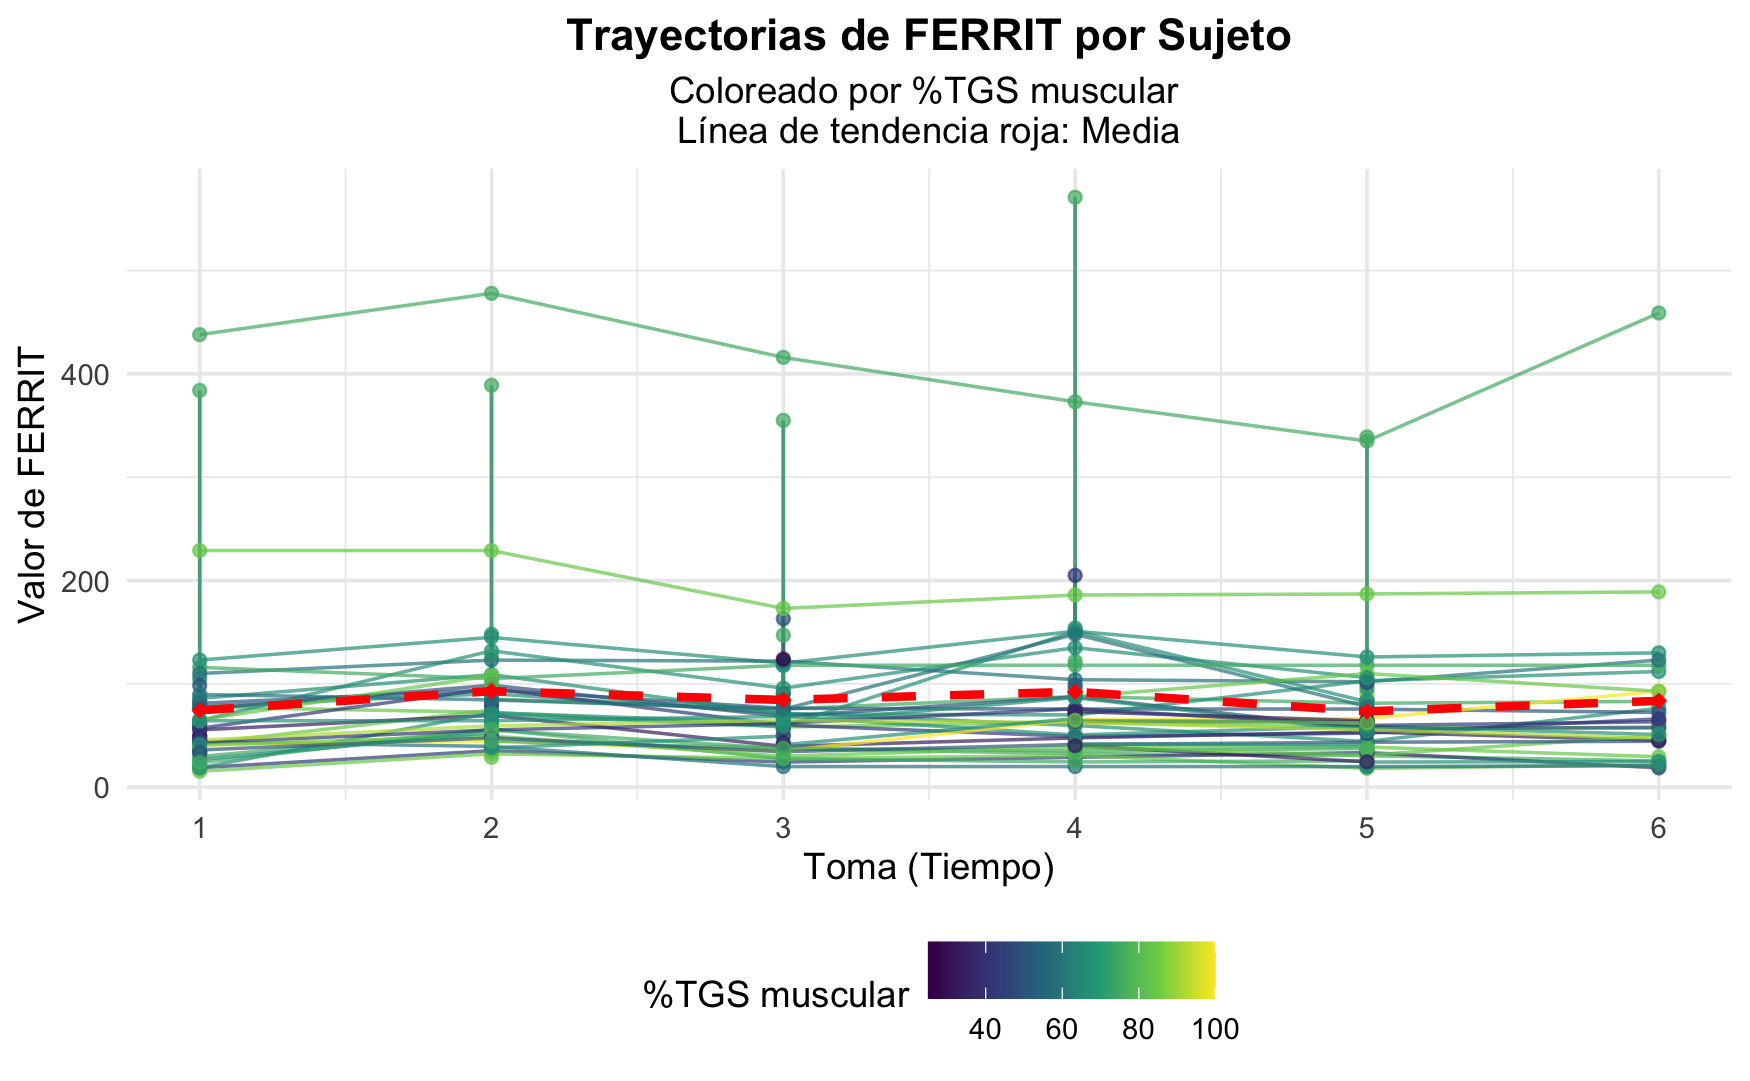 Trayectorias de FERRIT por Sujeto
Coloreado por %TGS muscular
Línea de tendencia roja: Media
Valor de FERRIT
400
200
0
1 2 3 4 5 6
Toma (Tiempo)
%TGS muscular
40 60 80 100